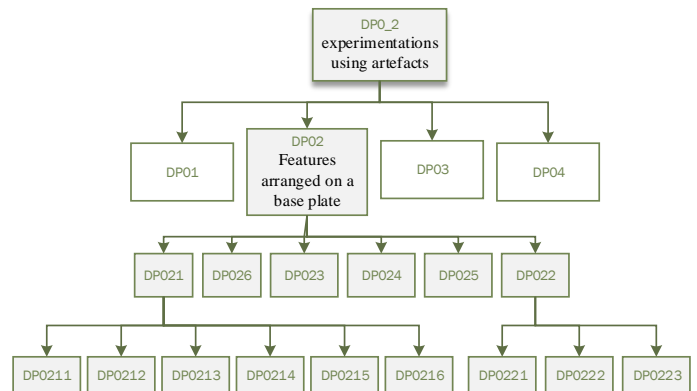 DP0_2
experimentations
using artefacts
DP01
DP02
Features
arranged on a
base plate
DP03
DP04
DP021
DP026
DP023
DP024
DP025
DP022
DP0211
DP0212
DP0213
DP0214
DP0215
DP0216
DP0221
DP0222
DP0223